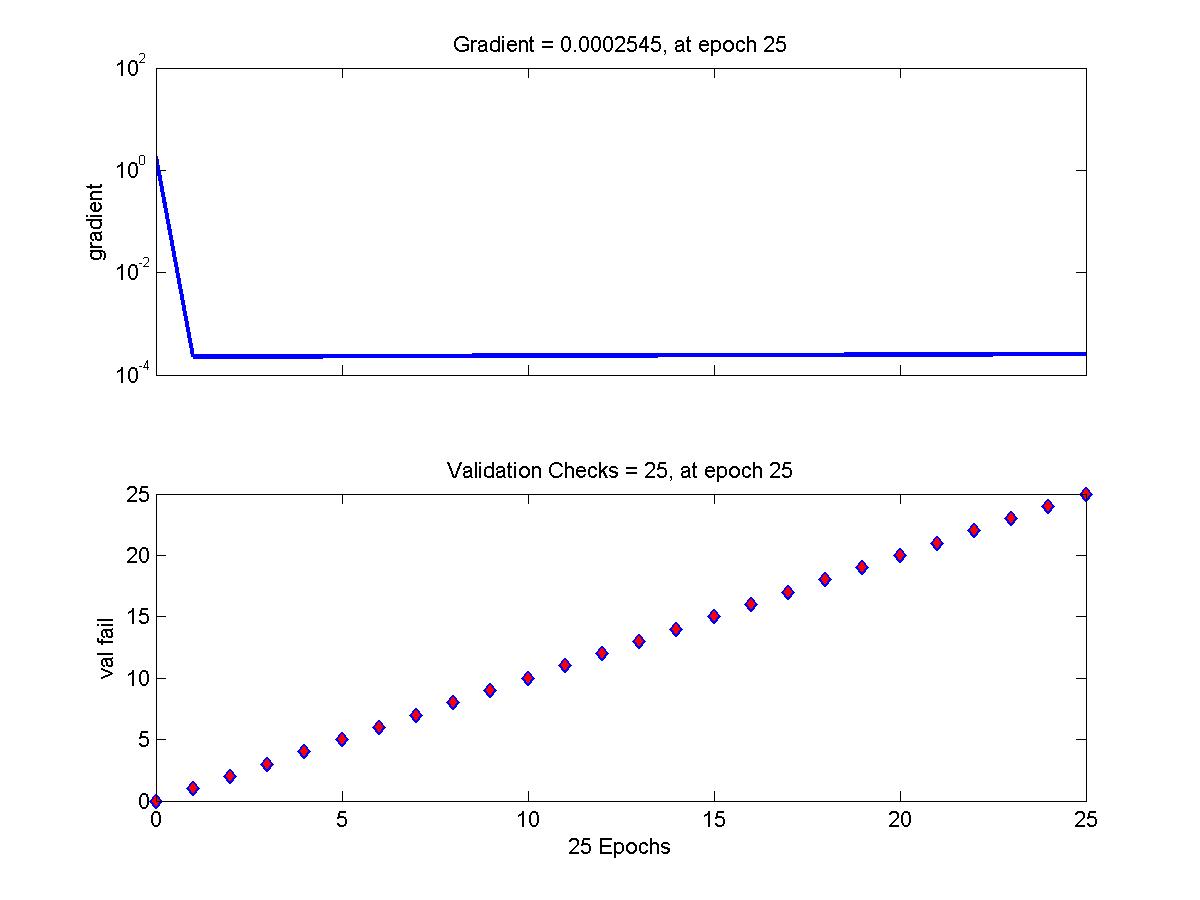 Gradient = 0.0002545, at epoch 25
10^2
10^0
10^-2
10^-4
gradient
Validation Checks = 25, at epoch 25
25
20
15
10
5
0
val fail
0 5 10 15 20 25
25 Epochs